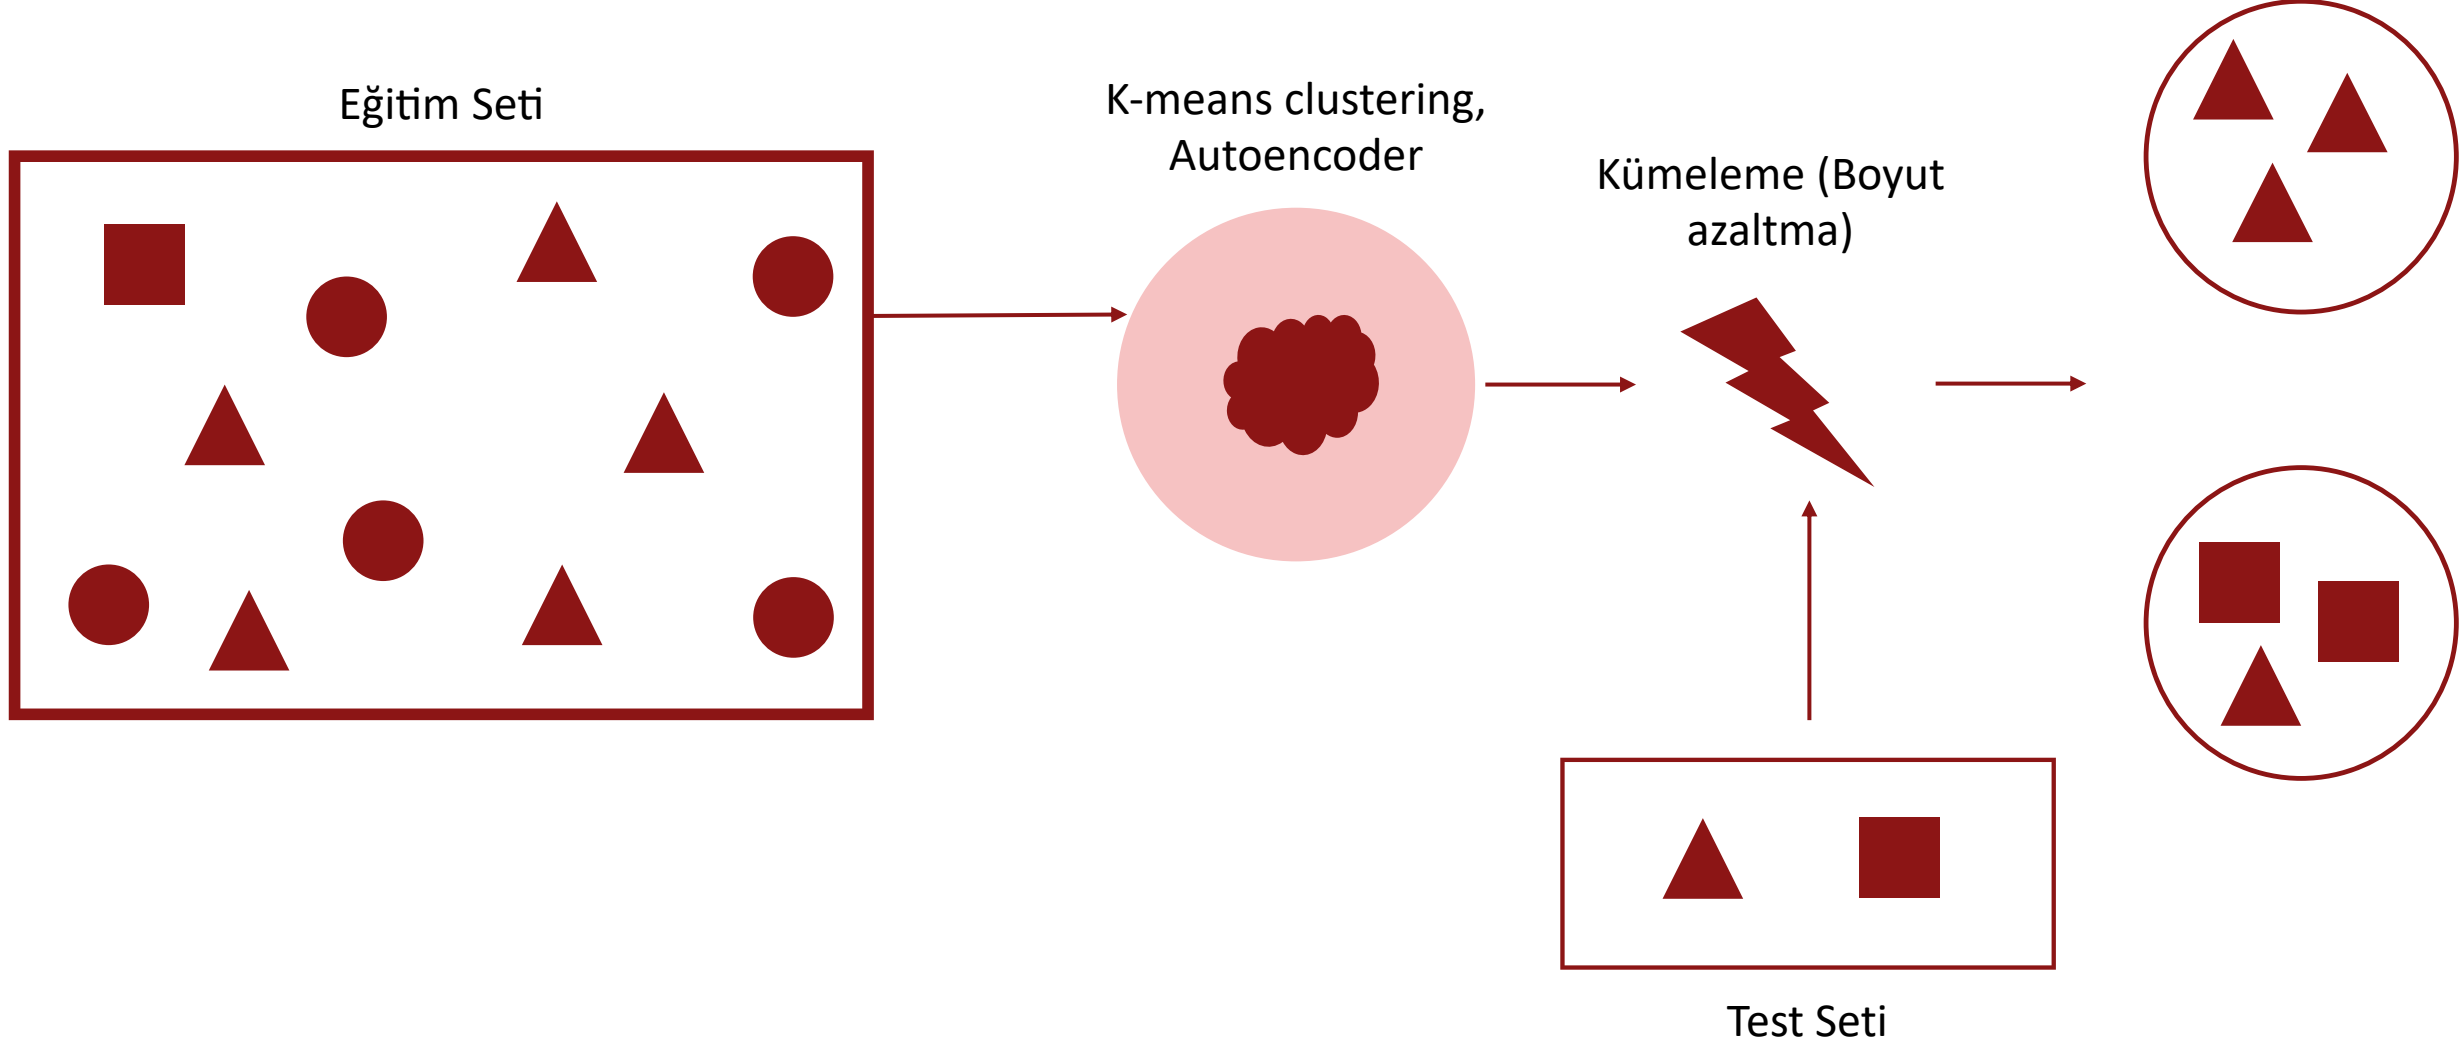 Eğitim Seti
K-means clustering,
Autoencoder
Kümeleme (Boyut
azaltma)
Test Seti